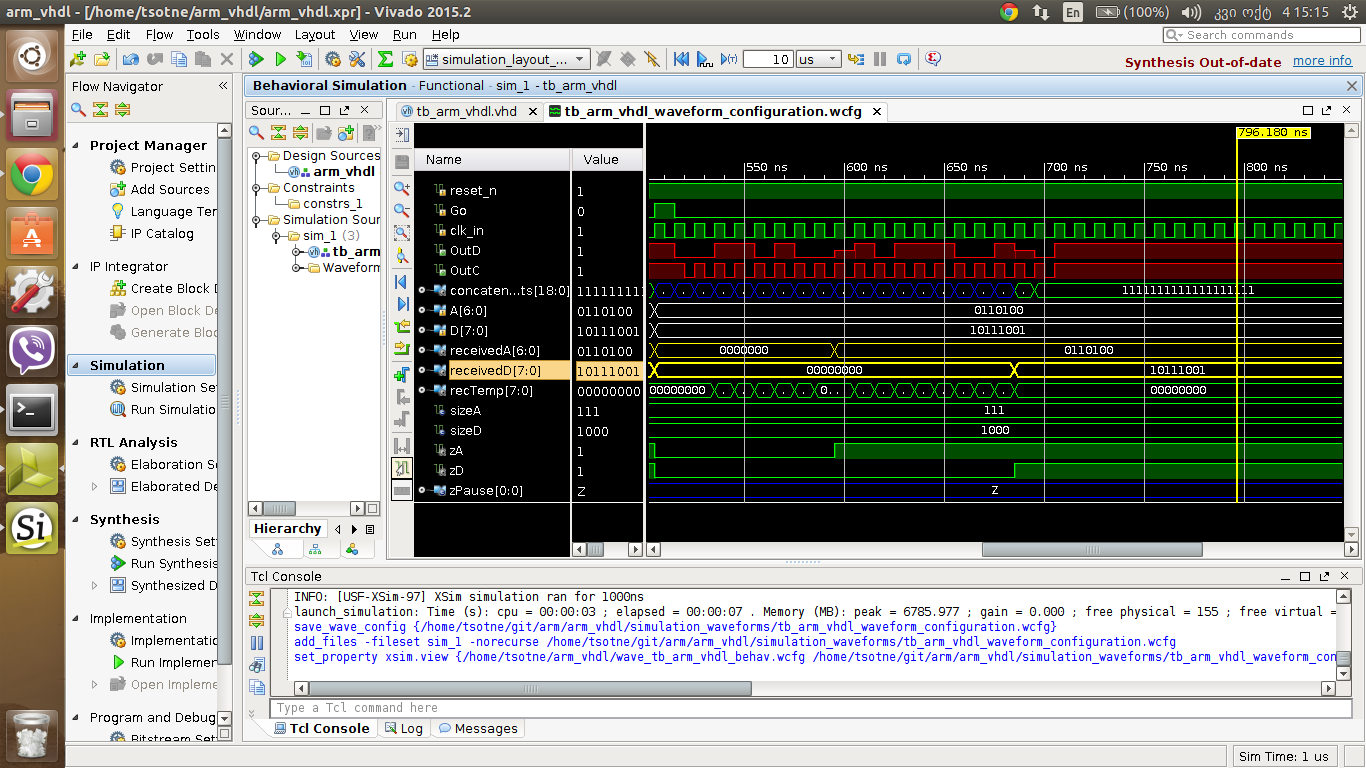 arm_vhdl - [/home/tsotne/arm_vhdl/arm_vhdl.xpr] - Vivado 2015.2
En (100%) კვი ოქტ 4 15:15
File Edit Flow Tools Window Layout View Run Help
Search commands
simulation_layout_...
10 us
Synthesis Out-of-date more info
Flow Navigator
Project Manager
Project Settin
Add Sources
Language Ter
IP Catalog
IP Integrator
Create Block D
Open Block De
Generate Bloc
Simulation
Simulation Se
Run Simulatio
RTL Analysis
Elaboration Se
Elaborated De
Synthesis
Synthesis Set
Run Synthesis
Synthesized D
Implementation
Implementatio
Run Implemer
Open Impleme
Program and Debug
Bitstream Set
Behavioral Simulation - Functional - sim_1 - tb_arm_vhdl
Sour...
Design Sources
arm_vhdl
Constraints
constrs_1
Simulation Sour
sim_1 (3)
tb_arm
Waveform
Hierarchy
tb_arm_vhdl.vhd
tb_arm_vhdl_waveform_configuration.wcfg
Name Value
796.180 ns
550 ns 600 ns 650 ns 700 ns 750 ns 800 ns
reset_n 1
Go 0
clk_in 1
OutD 1
OutC 1
concaten...ts[18:0] 111111111 1111111111111111111
A[6:0] 0110100 0110100
D[7:0] 10111001 10111001
receivedA[6:0] 0110100 0000000 0110100
receivedD[7:0] 10111001 00000000 10111001
recTemp[7:0] 00000000 00000000 0.. 00000000
sizeA 111 111
sizeD 1000 1000
zA 1
zD 1
zPause[0:0] Z Z
Tcl Console
INFO: [USF-XSim-97] XSim simulation ran for 1000ns
launch_simulation: Time (s): cpu = 00:00:03 ; elapsed = 00:00:07 . Memory (MB): peak = 6785.977 ; gain = 0.000 ; free physical = 155 ; free virtual =
save_wave_config {/home/tsotne/git/arm/arm_vhdl/simulation_waveforms/tb_arm_vhdl_waveform_configuration.wcfg}
add_files -fileset sim_1 -norecurse /home/tsotne/git/arm/arm_vhdl/simulation_waveforms/tb_arm_vhdl_waveform_configuration.wcfg
set_property xsim.view {/home/tsotne/arm_vhdl/wave_tb_arm_vhdl_behav.wcfg /home/tsotne/git/arm/arm_vhdl/simulation_waveforms/tb_arm_vhdl_waveform_con
Type a Tcl command here
Tcl Console Log Messages
Sim Time: 1 us
Si